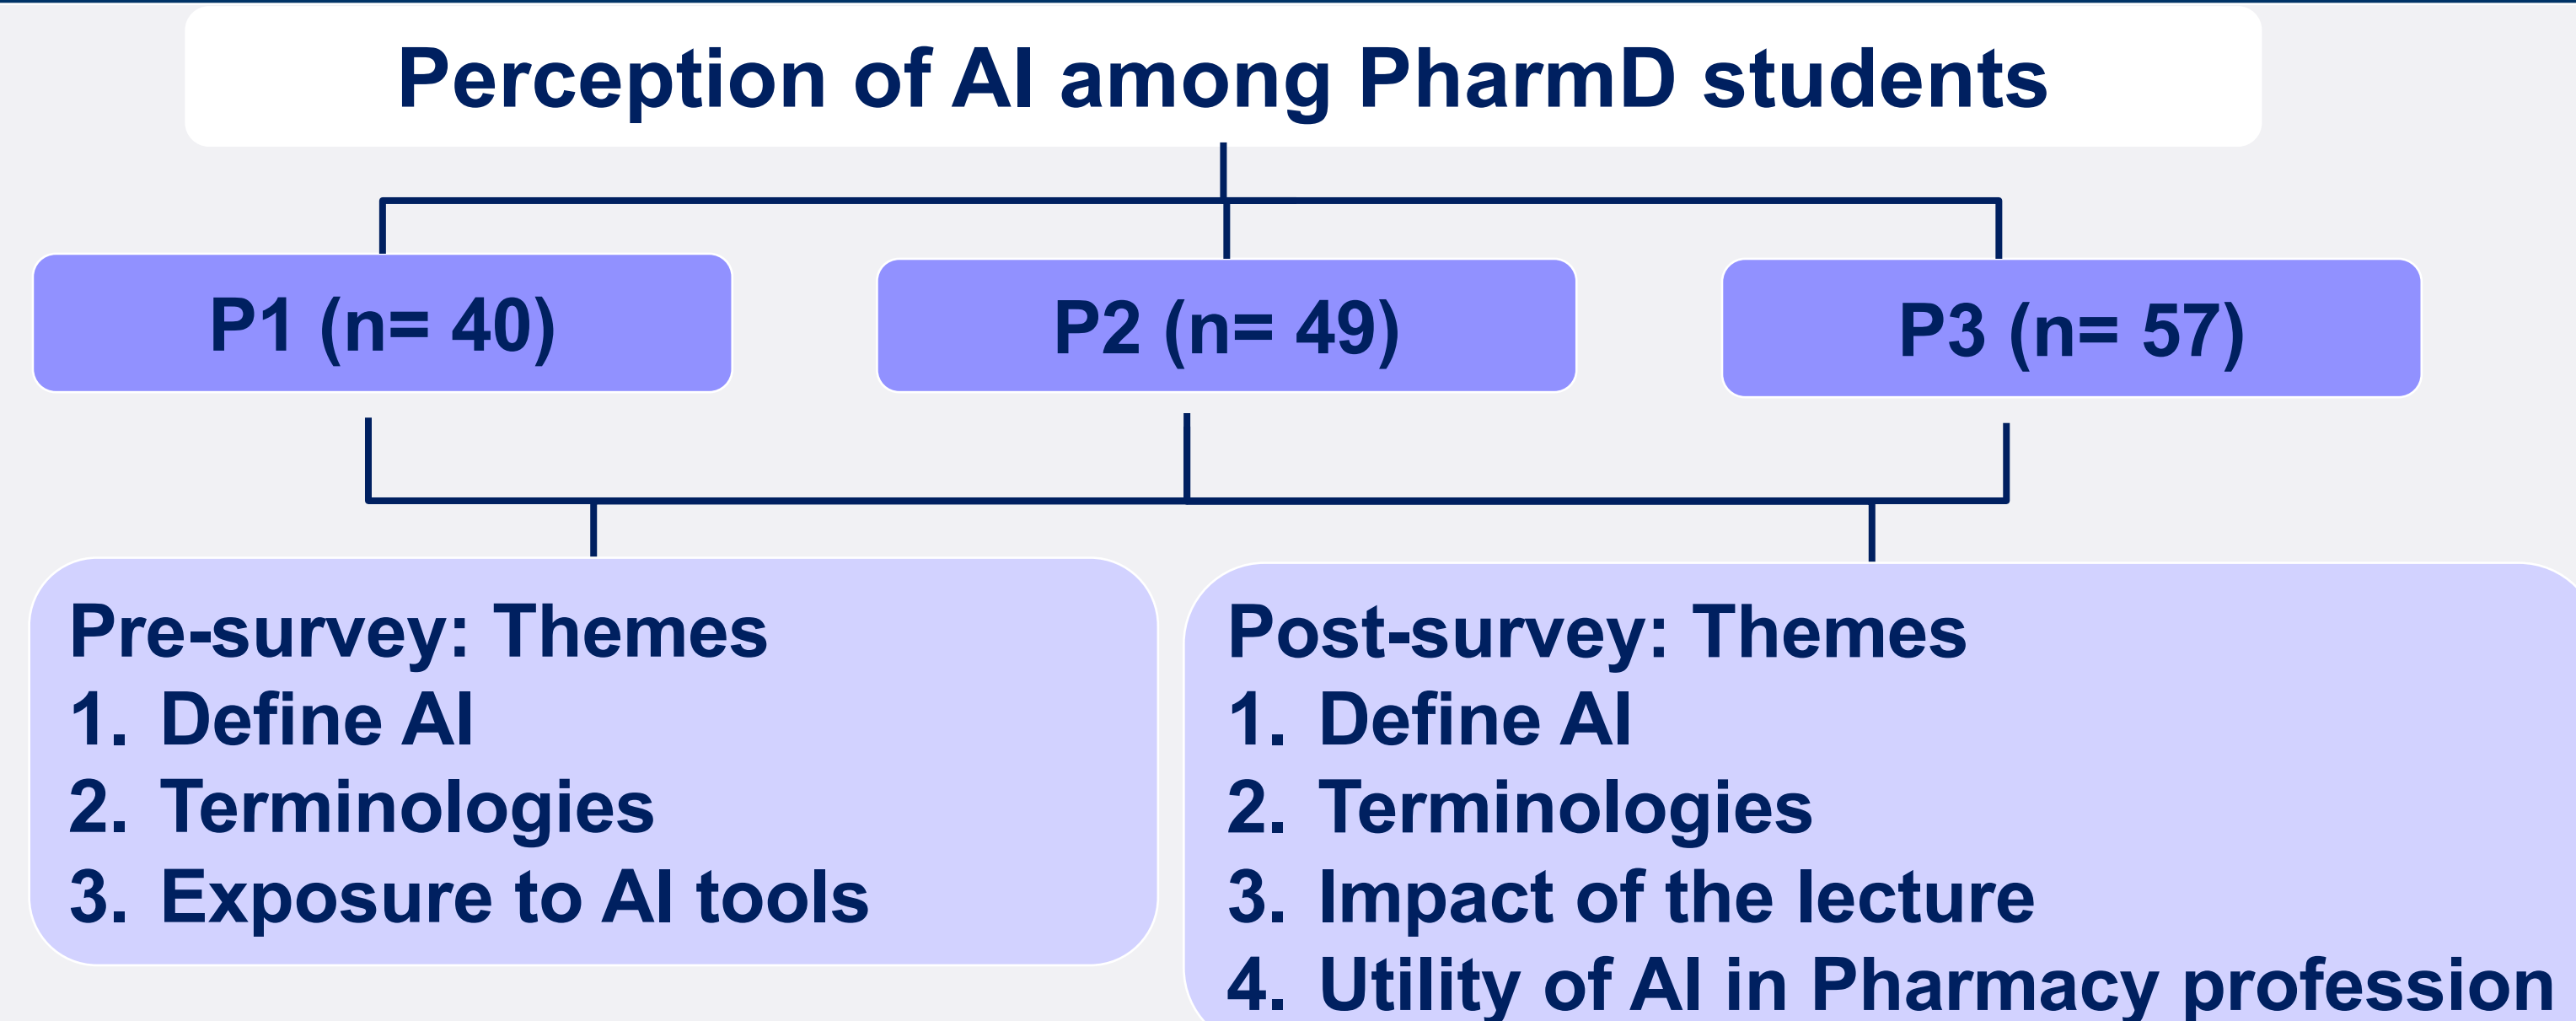 Perception of AI among PharmD students
P1 (n= 40)
P2 (n= 49)
P3 (n= 57)
Pre-survey: Themes
1. Define AI
2. Terminologies
3. Exposure to AI tools
Post-survey: Themes
1. Define AI
2. Terminologies
3. Impact of the lecture
4. Utility of AI in Pharmacy profession